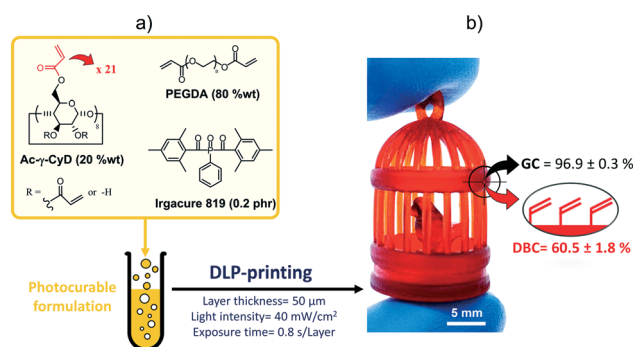 a)
b)
x 21
O
O
O
O
RO
OR
8
Ac-γ-CyD (20 %wt)
R =
O
or -H
O
O
O
n
O
PEGDA (80 %wt)
O
O
O
P
Irgacure 819 (0.2 phr)
Photocurable
formulation
DLP-printing
Layer thickness= 50 µm
Light intensity= 40 mW/cm²
Exposure time= 0.8 s/Layer
GC = 96.9 ± 0.3 %
DBC= 60.5 ± 1.8 %
5 mm